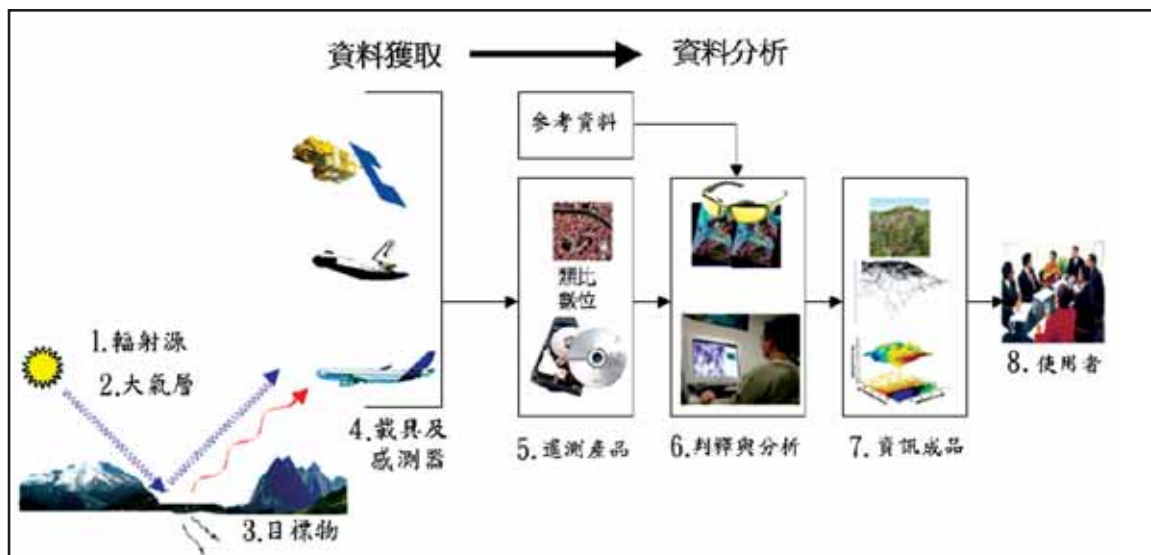 資料獲取
資料分析
參考資料
類比
數位
1.輻射源
2.大氣層
3.目標物
4.載具及
感測器
5.遙測產品
6.判釋與分析
7.資訊成品
8.使用者